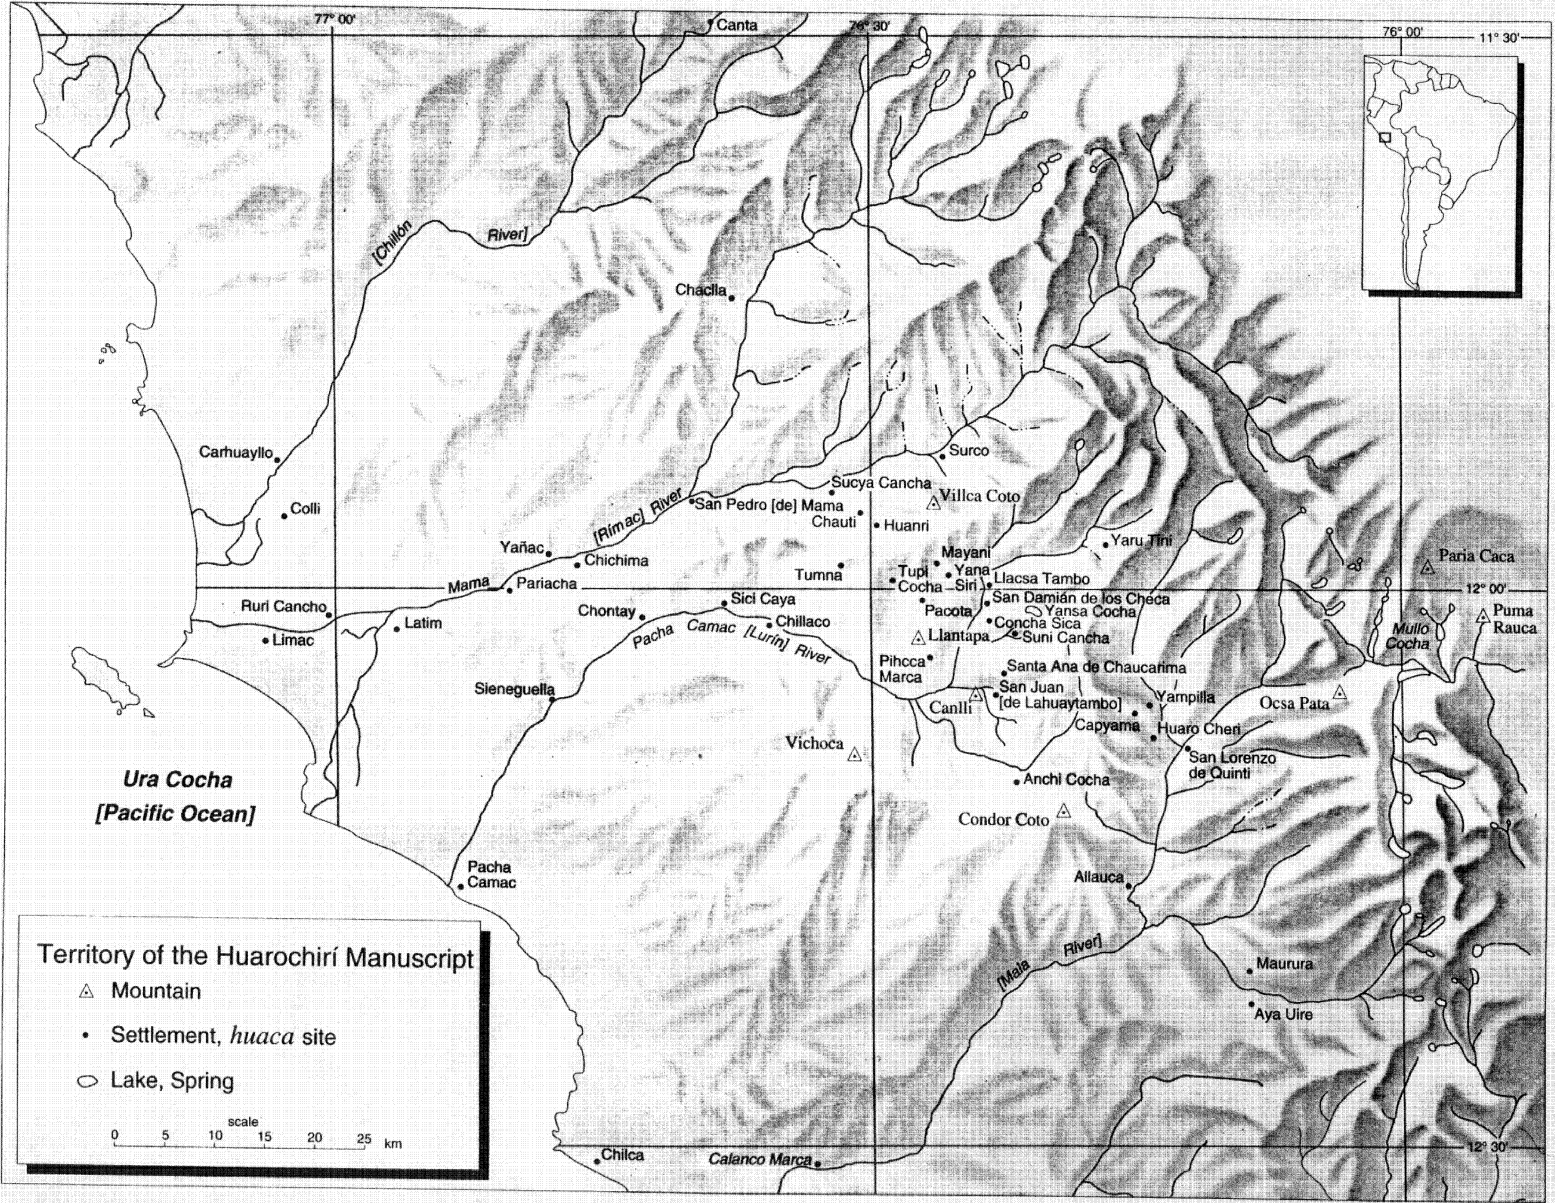 77° 00'
Canta
76° 30'
76° 00'
11° 30'
[Chillón
River]
Chaclla
Carhuayllo
Surco
Colli
Sucya Cancha
Villca Coto
San Pedro [de] Mama
[Rímac] River
Chauti
Huanri
Yañac
Chichima
Mayani
Yaru Tini
Paria Caca
Tumna
Tupi
Cocha
Yana
Siri
Llacsa Tambo
Mama
Pariacha
12° 00'
Ruri Cancho
Sici Caya
San Damián de los Checa
Chontay
Pacota
Yansa Cocha
Puma
Rauca
Latim
Limac
Chillaco
Concha Sica
Mullo
Cocha
Pacha Camac [Lurín] River
Llantapa
Suni Cancha
Pihcca
Marca
Santa Ana de Chaucarima
Sieneguella
San Juan
[de Lahuaytambo]
Canlli
Yampilla
Ocsa Pata
Capyama
Huaro Cheri
Vichoca
San Lorenzo
de Quinti
Anchi Cocha
Ura Cocha
[Pacific Ocean]
Condor Coto
Pacha
Camac
Allauca
[Mala River]
Maurura
Aya Uire
Territory of the Huarochirí Manuscript
Mountain
Settlement, huaca site
Lake, Spring
scale
0 5 10 15 20 25 km
12° 30'
Chilca
Calanco Marca